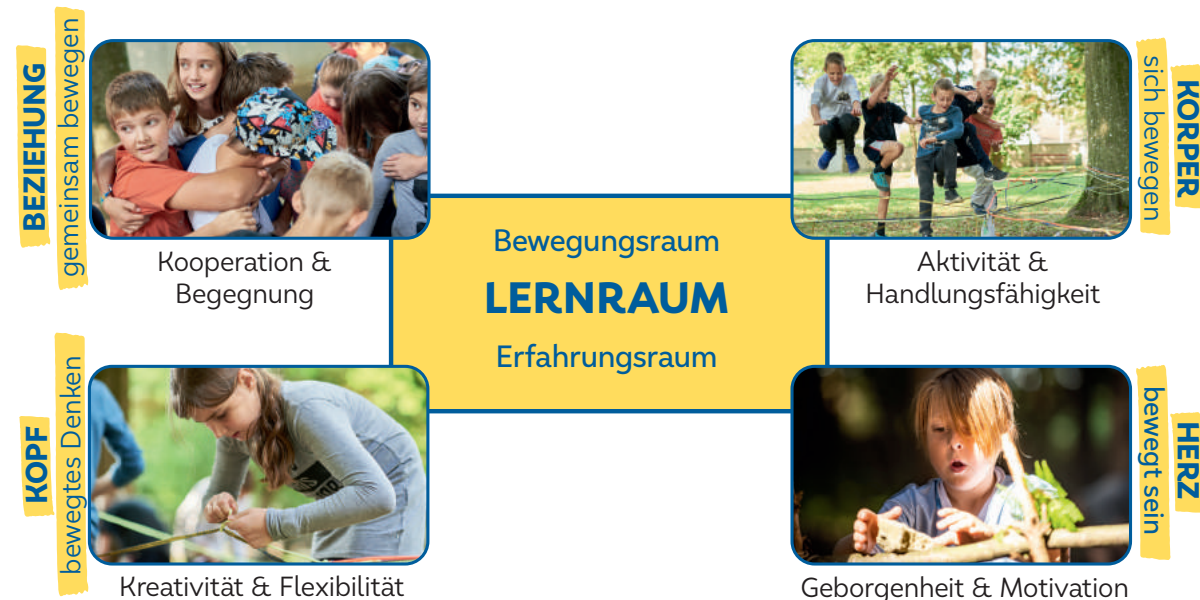 BEZIEHUNG
gemeinsam bewegen
Kooperation &
Begegnung
KÖRPER
sich bewegen
Aktivität &
Handlungsfähigkeit
Bewegungsraum
LERNRAUM
Erfahrungsraum
KOPF
bewegtes Denken
Kreativität & Flexibilität
HERZ
bewegt sein
Geborgenheit & Motivation